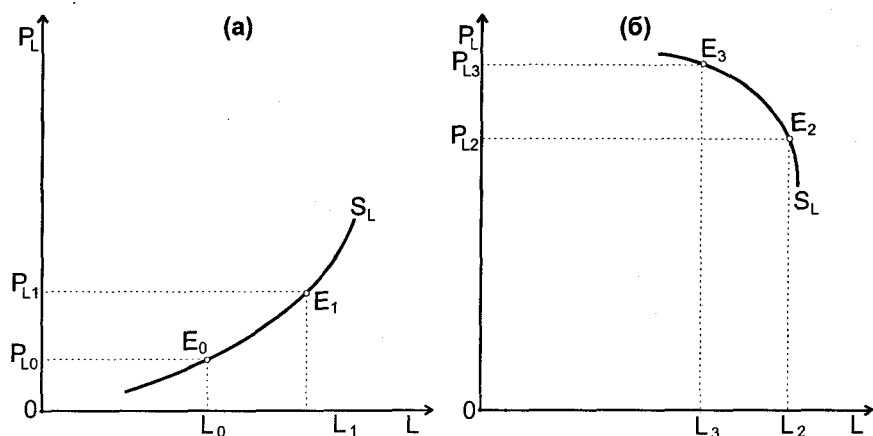 P_L (а)
S_L
P_L1
E_1
E_0
P_L0
0
L_0 L_1 L
P_L (б)
E_3
P_L3
E_2
P_L2
S_L
0
L_3 L_2 L